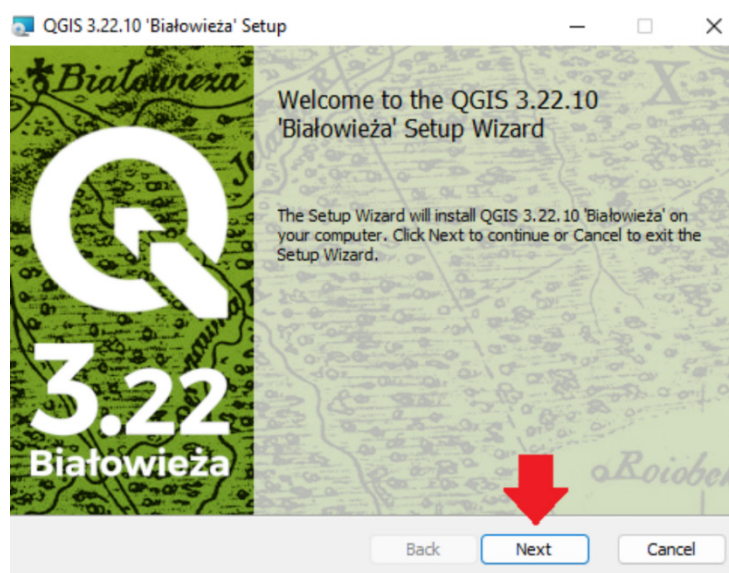 QGIS 3.22.10 'Białowieża' Setup
Białowieża
Welcome to the QGIS 3.22.10
'Białowieża' Setup Wizard
The Setup Wizard will install QGIS 3.22.10 'Białowieża' on
your computer. Click Next to continue or Cancel to exit the
Setup Wizard.
3.22
Białowieża
Back
Next
Cancel